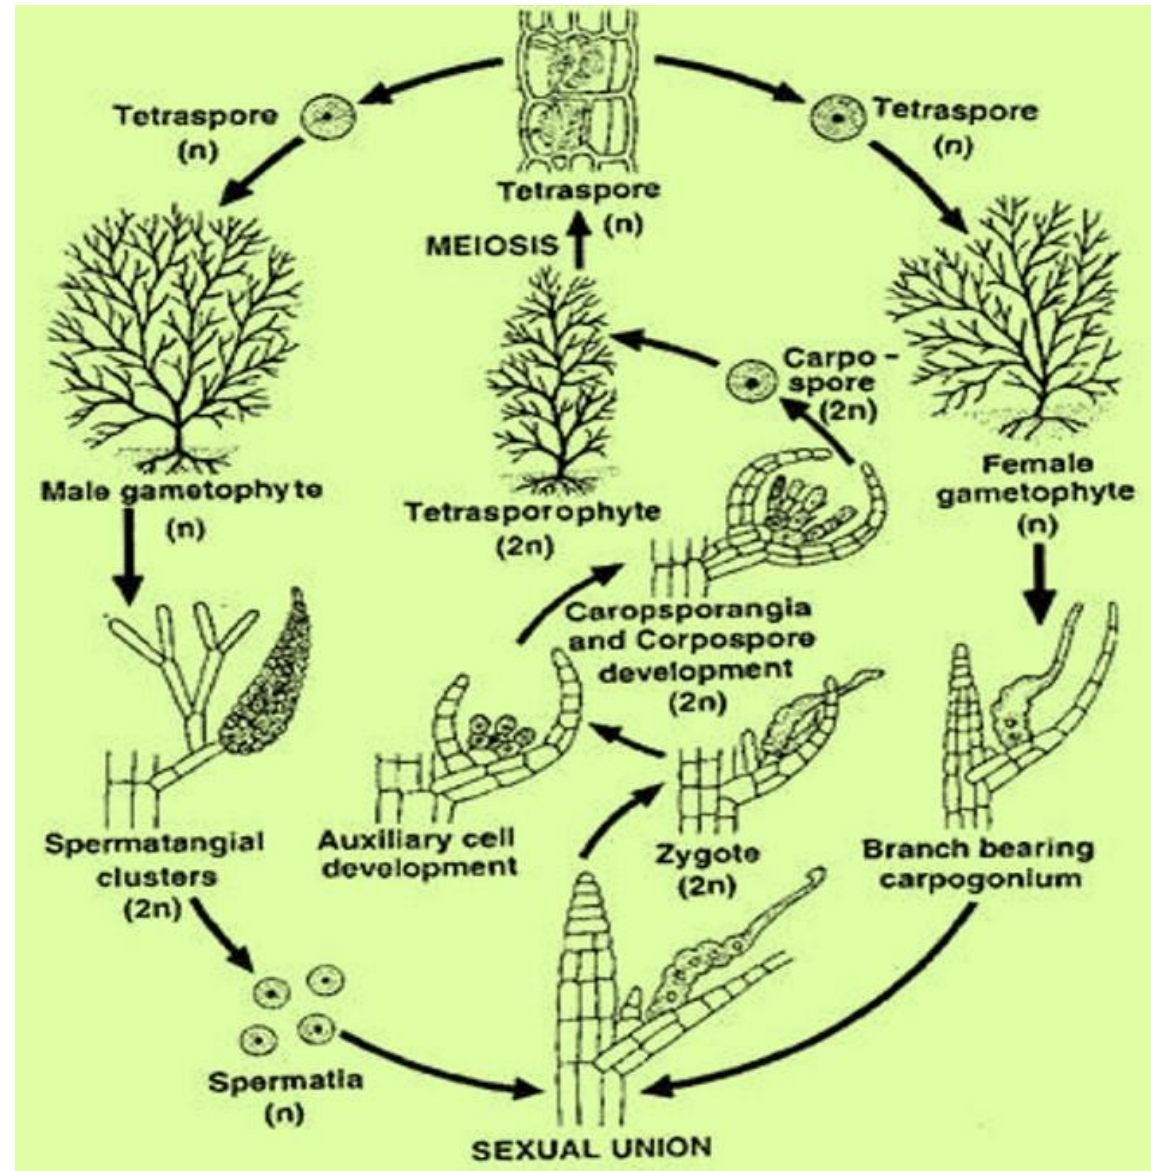 Tetraspore
(n)
Tetraspore
(n)
Tetraspore
(n)
MEIOSIS
Carpo-
spore
(2n)
Male gametophyte
(n)
Tetrasporophyte
(2n)
Female
gametophyte
(n)
Caropsporangia
and Corpospore
development
(2n)
Spermatangial
clusters
(2n)
Auxiliary cell
development
Zygote
(2n)
Branch bearing
carpogonium
Spermatia
(n)
SEXUAL UNION